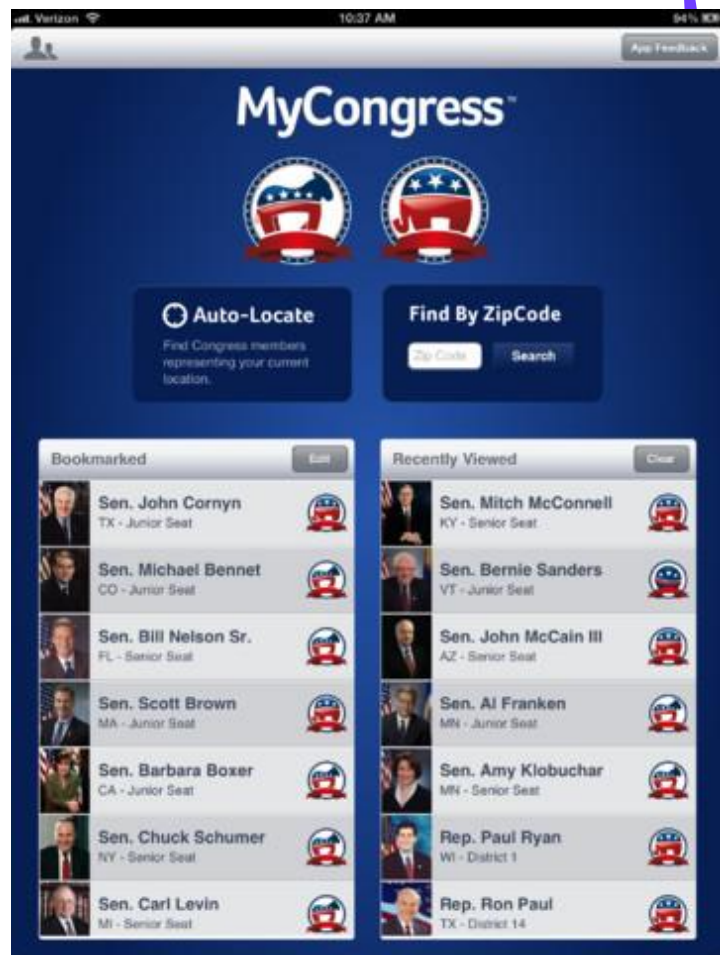 Verizon 10:37 AM 94%
App Feedback
MyCongress™
Auto-Locate
Find Congress members
representing your current
location.
Find By ZipCode
Zip Code Search
Bookmarked Edit
Sen. John Cornyn
TX - Junior Seat
Sen. Michael Bennet
CO - Junior Seat
Sen. Bill Nelson Sr.
FL - Senior Seat
Sen. Scott Brown
MA - Junior Seat
Sen. Barbara Boxer
CA - Junior Seat
Sen. Chuck Schumer
NY - Senior Seat
Sen. Carl Levin
MI - Senior Seat
Recently Viewed Clear
Sen. Mitch McConnell
KY - Senior Seat
Sen. Bernie Sanders
VT - Junior Seat
Sen. John McCain III
AZ - Senior Seat
Sen. Al Franken
MN - Junior Seat
Sen. Amy Klobuchar
MN - Senior Seat
Rep. Paul Ryan
WI - District 1
Rep. Ron Paul
TX - District 14